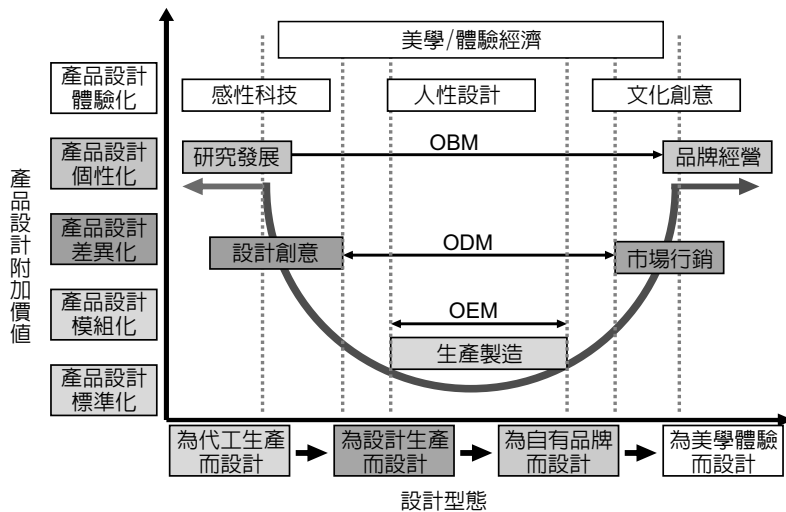 美學/體驗經濟
產品設計
體驗化
感性科技
人性設計
文化創意
產品設計
個性化
研究發展
OBM
品牌經營
產品設計附加價值
產品設計
差異化
設計創意
ODM
市場行銷
產品設計
模組化
OEM
生產製造
產品設計
標準化
為代工生產
而設計
為設計生產
而設計
為自有品牌
而設計
為美學體驗
而設計
設計型態